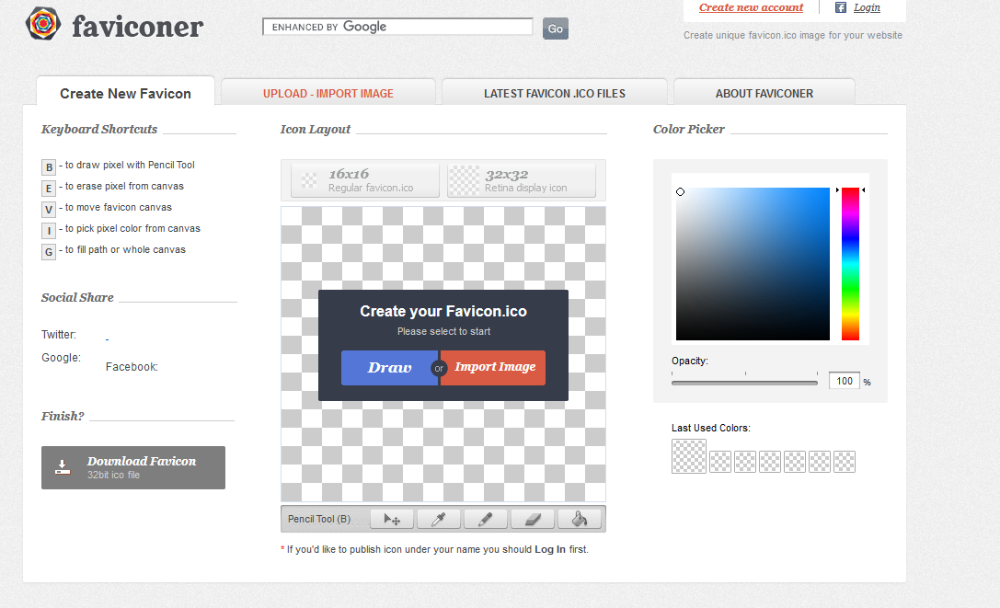 faviconer
ENHANCED BY Google
Go
Create new account
Login
Create unique favicon.ico image for your website
Create New Favicon
UPLOAD - IMPORT IMAGE
LATEST FAVICON .ICO FILES
ABOUT FAVICONER
Keyboard Shortcuts
B - to draw pixel with Pencil Tool
E - to erase pixel from canvas
V - to move favicon canvas
I - to pick pixel color from canvas
G - to fill path or whole canvas
Social Share
Twitter:
Google:
Facebook:
Finish?
Download Favicon
32bit ico file
Icon Layout
16x16
Regular favicon.ico
32x32
Retina display icon
Create your Favicon.ico
Please select to start
Draw or Import Image
Pencil Tool (B)
* If you'd like to publish icon under your name you should Log In first.
Color Picker
Opacity:
100 %
Last Used Colors: